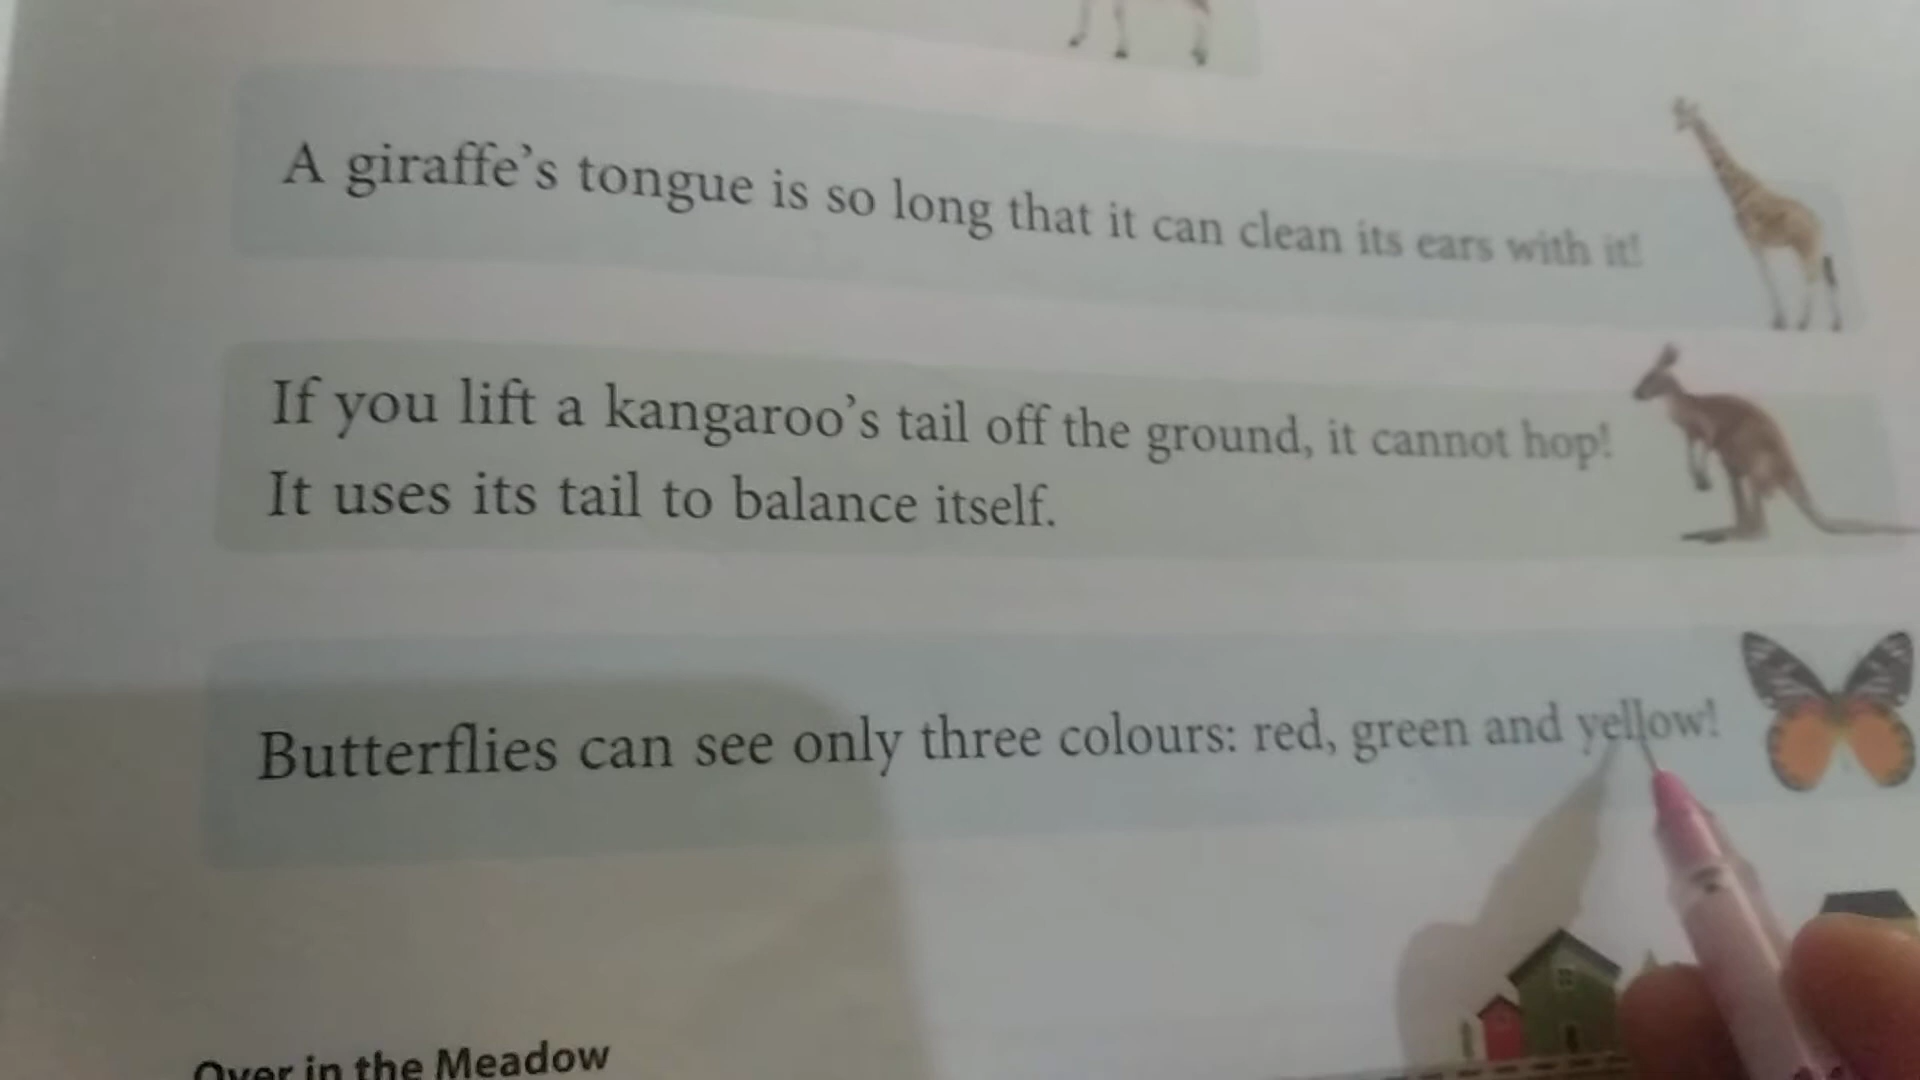 A giraffe's tongue is so long that it can clean its ears with it!
If you lift a kangaroo's tail off the ground, it cannot hop!
It uses its tail to balance itself.
Butterflies can see only three colours: red, green and yellow!
Over in the Meadow